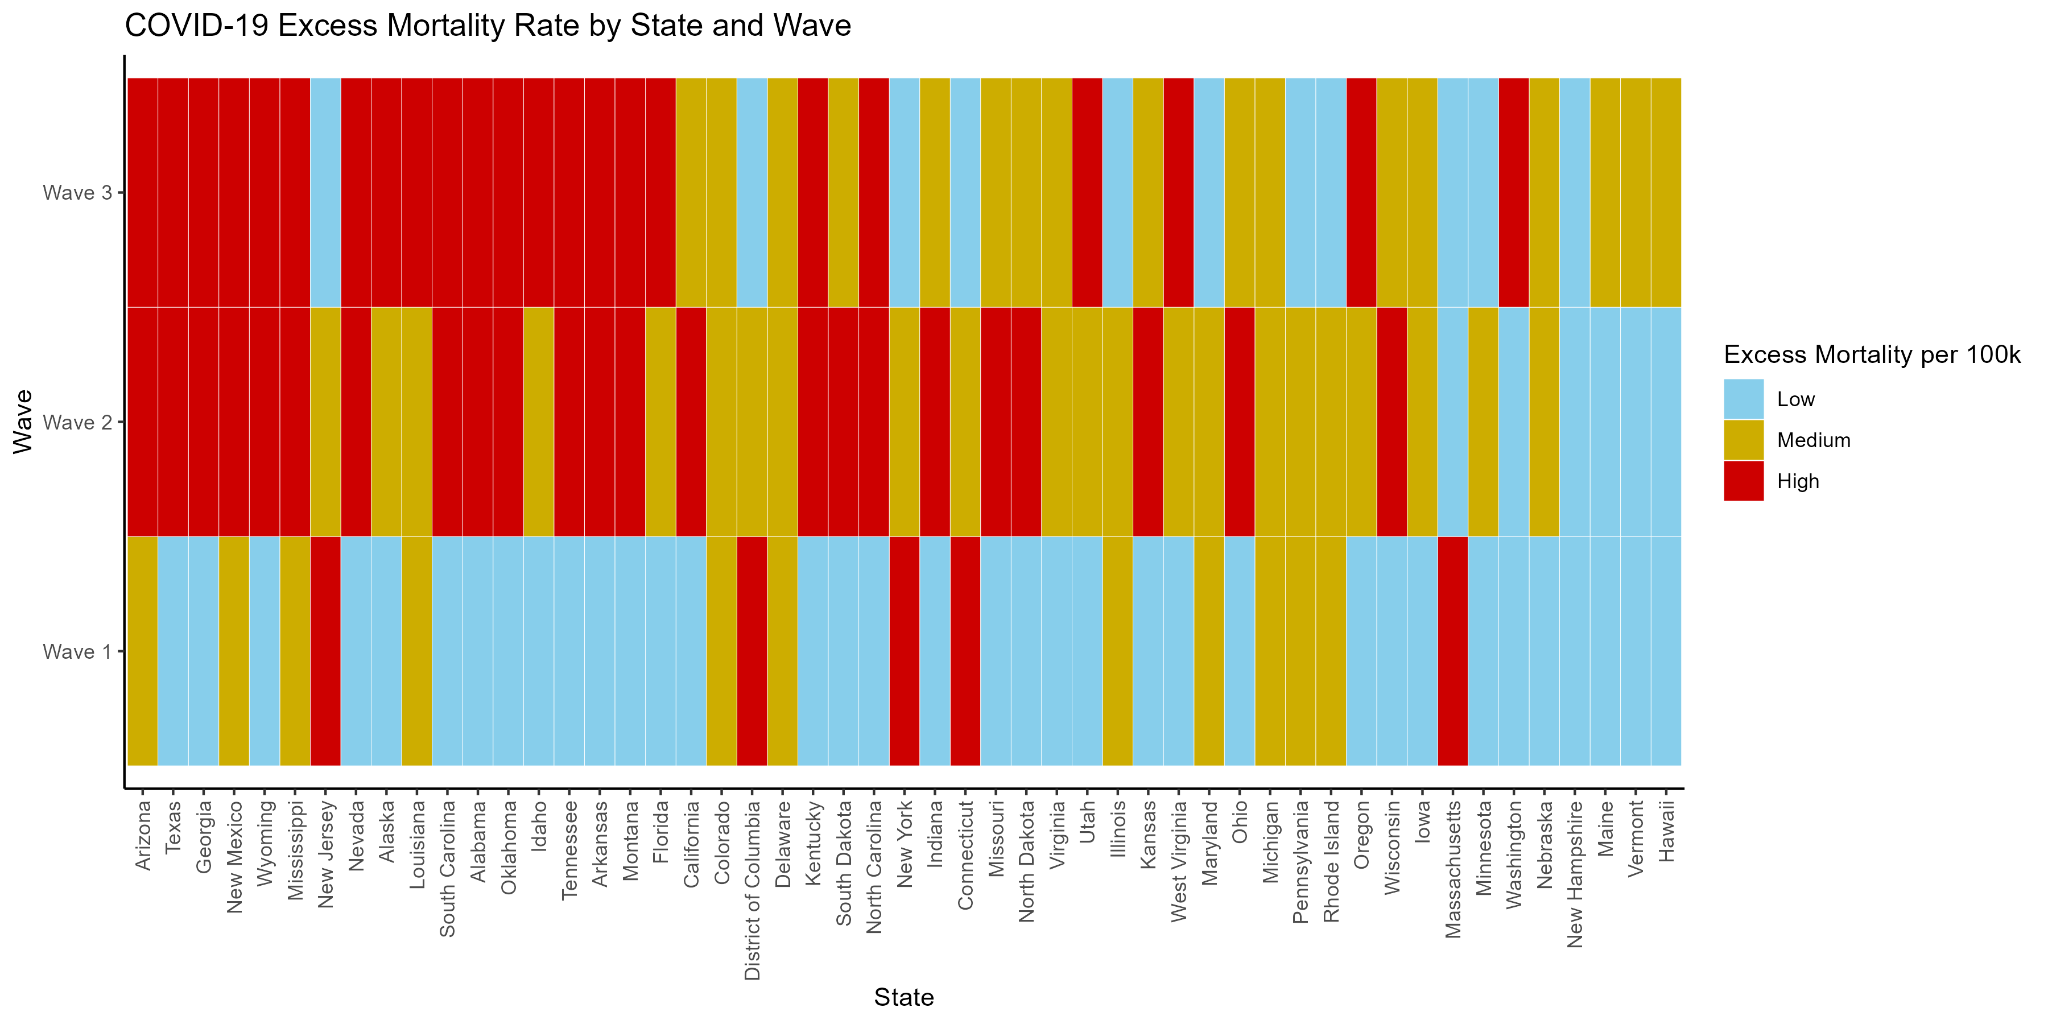 COVID-19 Excess Mortality Rate by State and Wave
Wave
Wave 3
Wave 2
Wave 1
Arizona
Texas
Georgia
New Mexico
Wyoming
Mississippi
New Jersey
Nevada
Alaska
Louisiana
South Carolina
Alabama
Oklahoma
Idaho
Tennessee
Arkansas
Montana
Florida
California
Colorado
District of Columbia
Delaware
Kentucky
South Dakota
North Carolina
New York
Indiana
Connecticut
Missouri
North Dakota
Virginia
Utah
Illinois
Kansas
West Virginia
Maryland
Ohio
Michigan
Pennsylvania
Rhode Island
Oregon
Wisconsin
Iowa
Massachusetts
Minnesota
Washington
Nebraska
New Hampshire
Maine
Vermont
Hawaii
State
Excess Mortality per 100k
Low
Medium
High